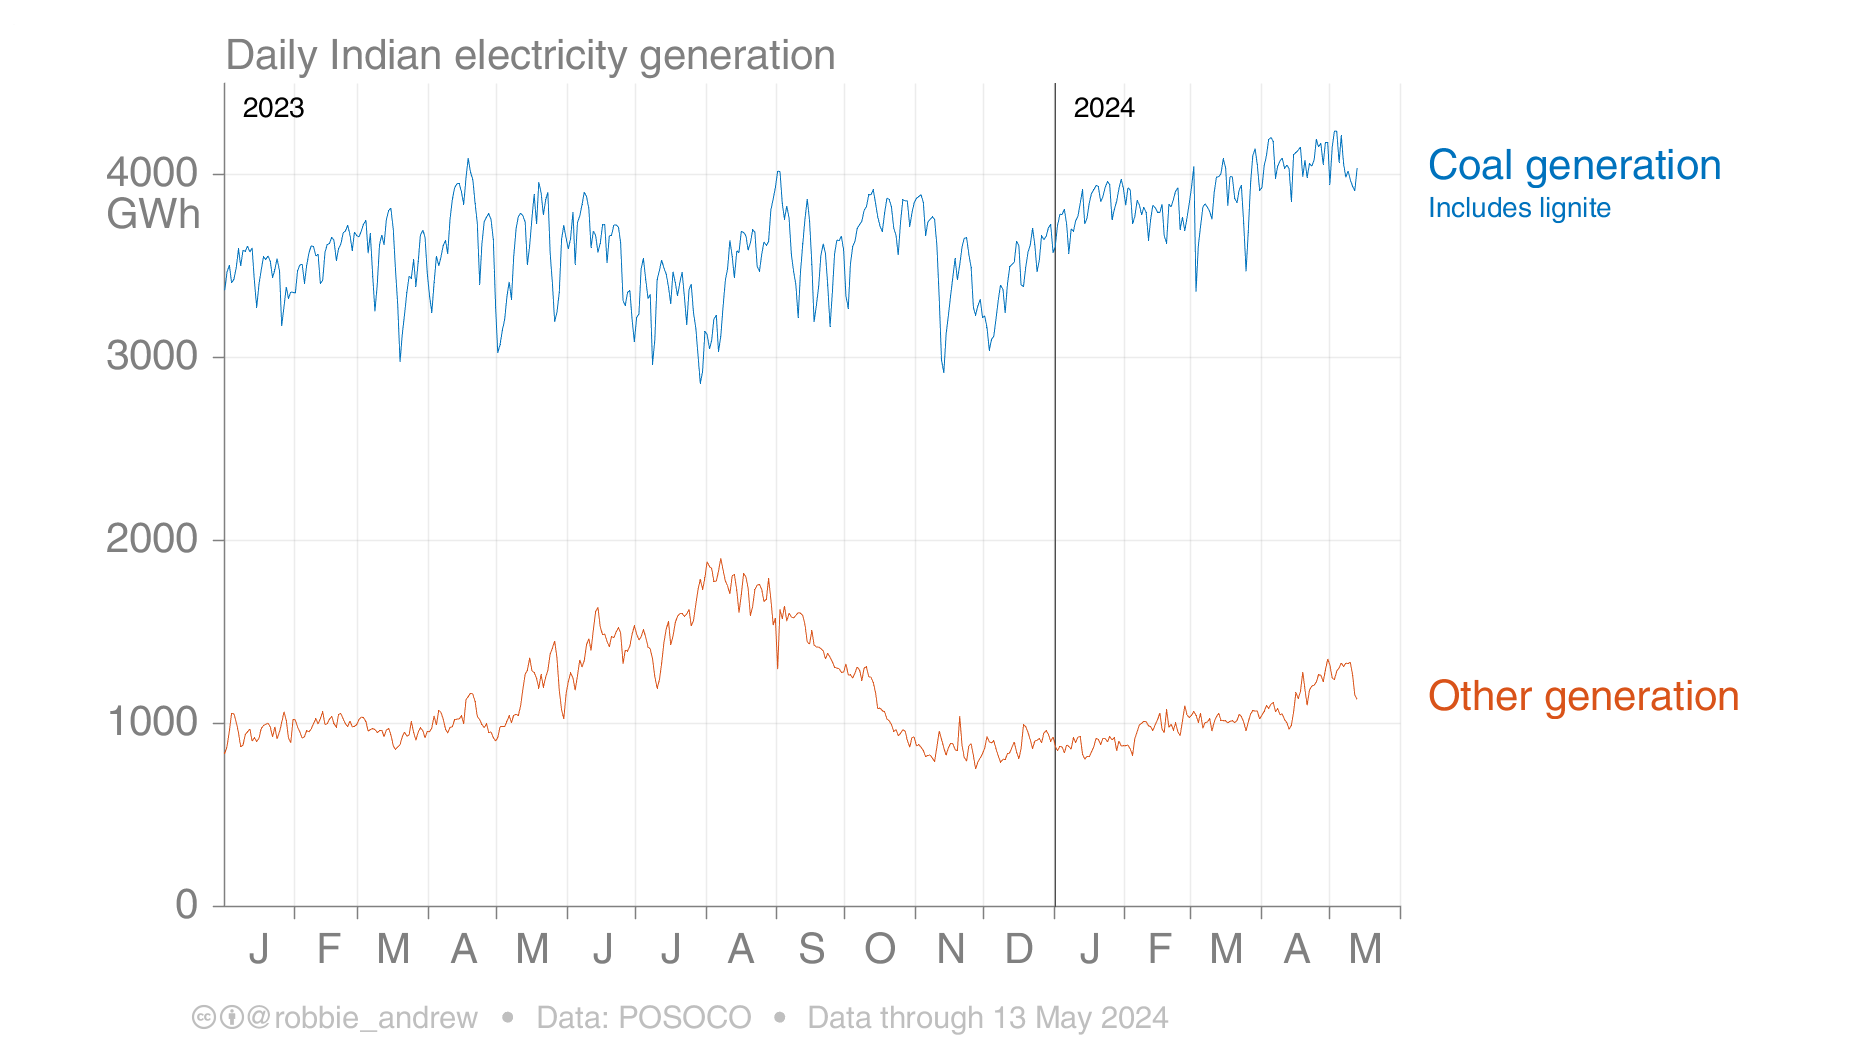 Daily Indian electricity generation
2023
2024
4000
GWh
3000
2000
1000
0
Coal generation
Includes lignite
Other generation
J F M A M J J A S O N D J F M A M
cc @robbie_andrew • Data: POSOCO • Data through 13 May 2024